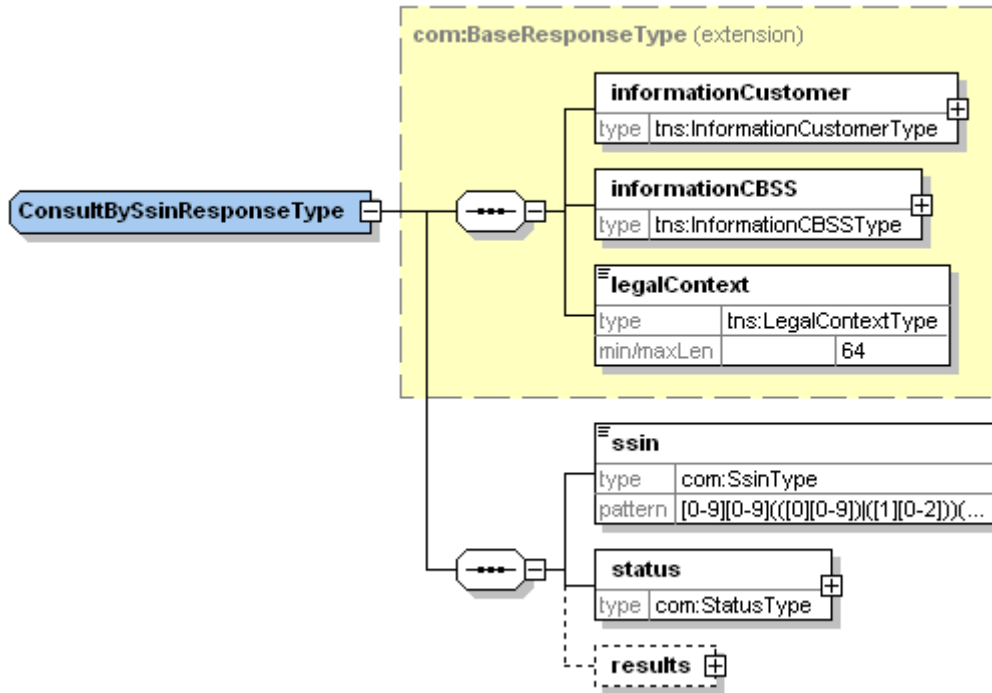 com:BaseResponseType (extension)
informationCustomer
type tns:InformationCustomerType
ConsultBySsinResponseType
informationCBSS
type tns:InformationCBSSType
legalContext
type tns:LegalContextType
min/maxLen 64
ssin
type com:SsinType
pattern [0-9][0-9](([0][0-9])|([1][0-2]))(...
status
type com:StatusType
results